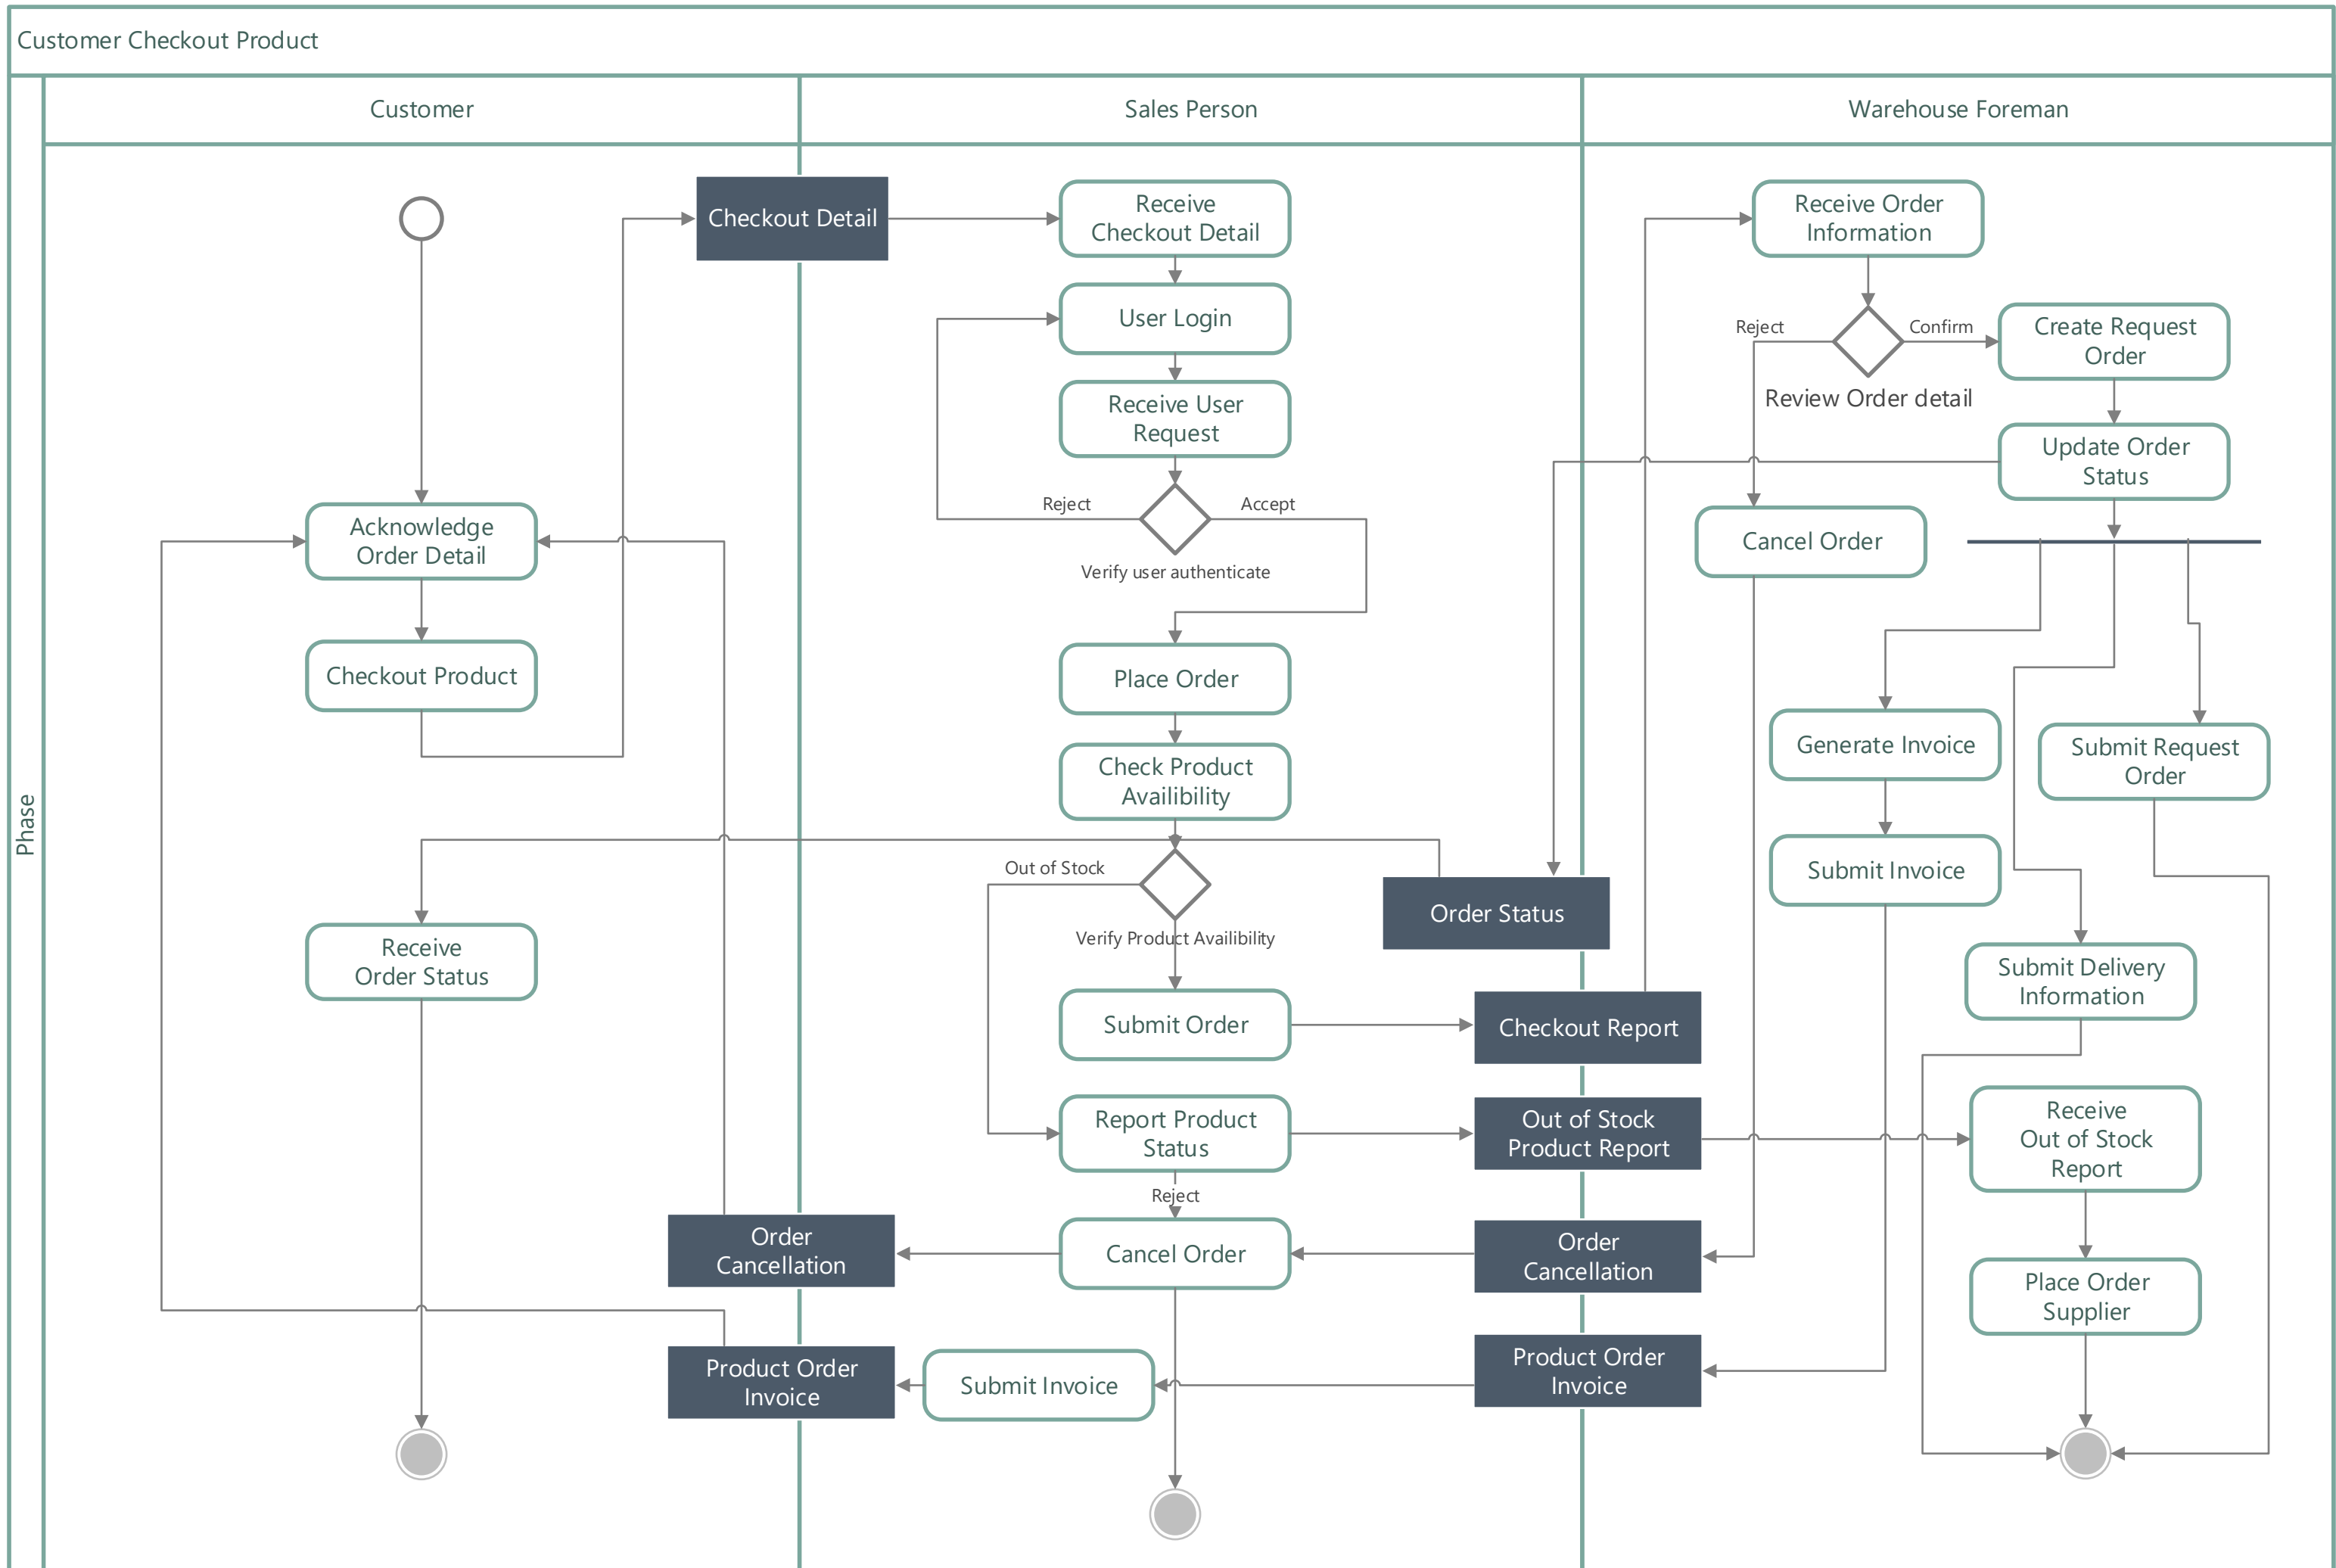 Customer Checkout Product
Phase
Customer
Sales Person
Warehouse Foreman
Acknowledge
Order Detail
Checkout Product
Receive
Order Status
Checkout Detail
Receive
Checkout Detail
User Login
Receive User
Request
Reject
Accept
Verify user authenticate
Place Order
Check Product
Availibility
Out of Stock
Verify Product Availibility
Submit Order
Report Product
Status
Reject
Cancel Order
Submit Invoice
Order
Cancellation
Product Order
Invoice
Order Status
Checkout Report
Out of Stock
Product Report
Order
Cancellation
Product Order
Invoice
Receive Order
Information
Reject
Confirm
Review Order detail
Create Request
Order
Update Order
Status
Cancel Order
Generate Invoice
Submit Invoice
Submit Request
Order
Submit Delivery
Information
Receive
Out of Stock
Report
Place Order
Supplier